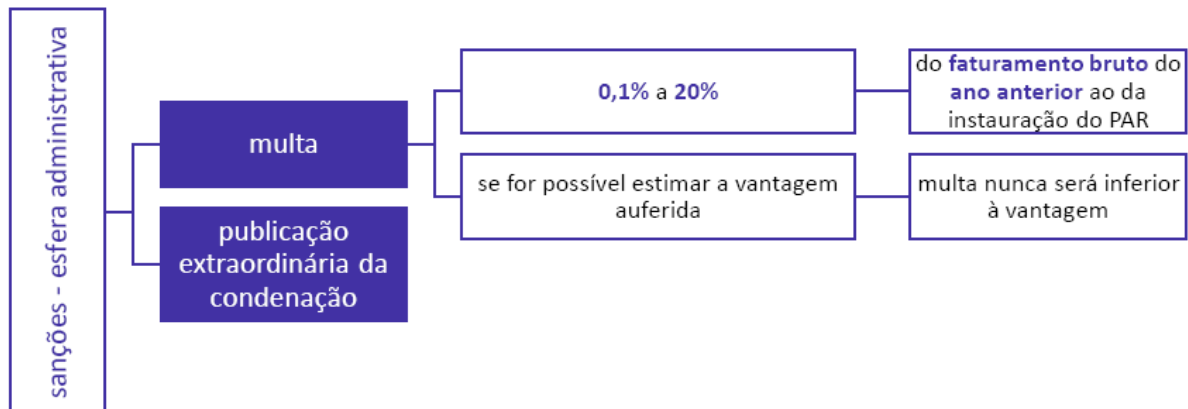 sanções - esfera administrativa
multa
0,1% a 20%
do faturamento bruto do
ano anterior ao da
instauração do PAR
se for possível estimar a vantagem
auferida
multa nunca será inferior
à vantagem
publicação
extraordinária da
condenação